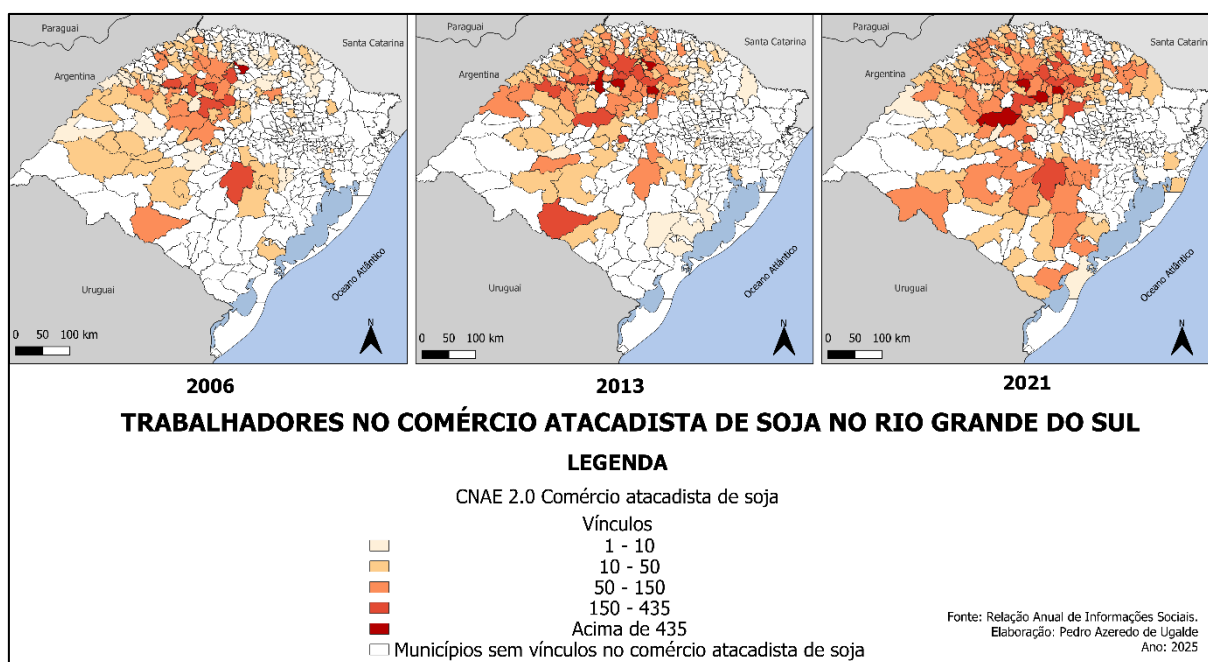 Paraguai
Santa Catarina
Argentina
Uruguai
Oceano Atlântico
0 50 100 km
N
2006
Paraguai
Santa Catarina
Argentina
Uruguai
Oceano Atlântico
0 50 100 km
N
2013
Paraguai
Santa Catarina
Argentina
Uruguai
Oceano Atlântico
0 50 100 km
N
2021
TRABALHADORES NO COMÉRCIO ATACADISTA DE SOJA NO RIO GRANDE DO SUL
LEGENDA
CNAE 2.0 Comércio atacadista de soja
Vínculos
1 - 10
10 - 50
50 - 150
150 - 435
Acima de 435
Municípios sem vínculos no comércio atacadista de soja
Fonte: Relação Anual de Informações Sociais.
Elaboração: Pedro Azeredo de Ugalde
Ano: 2025